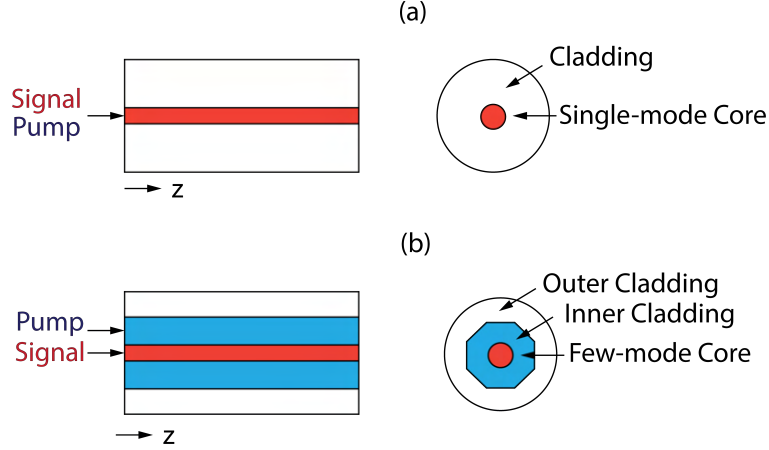 (a)
Cladding
Signal
Pump
Single-mode Core
z
(b)
Outer Cladding
Inner Cladding
Pump
Signal
Few-mode Core
z